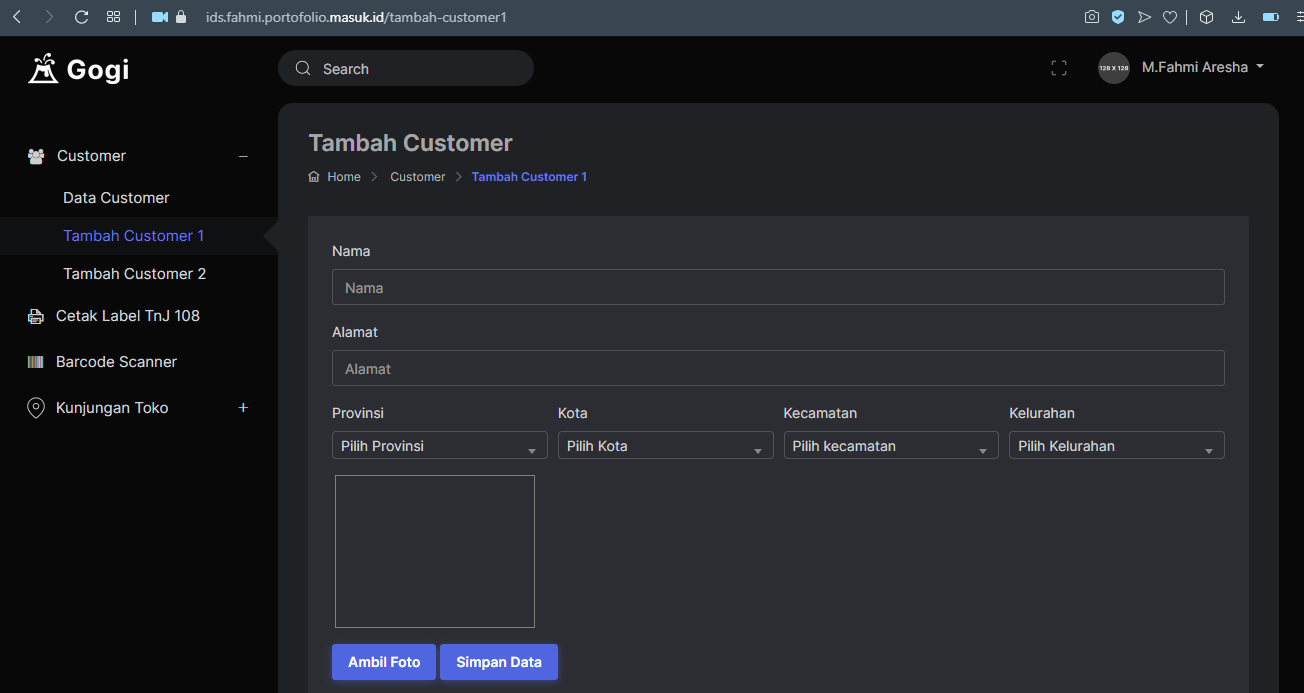 ids.fahmi.portofolio.masuk.id/tambah-customer1
Gogi
Search
128 X 128
M.Fahmi Aresha
Customer
Data Customer
Tambah Customer 1
Tambah Customer 2
Cetak Label TnJ 108
Barcode Scanner
Kunjungan Toko
Tambah Customer
Home
Customer
Tambah Customer 1
Nama
Nama
Alamat
Alamat
Provinsi
Kota
Kecamatan
Kelurahan
Pilih Provinsi
Pilih Kota
Pilih kecamatan
Pilih Kelurahan
Ambil Foto
Simpan Data